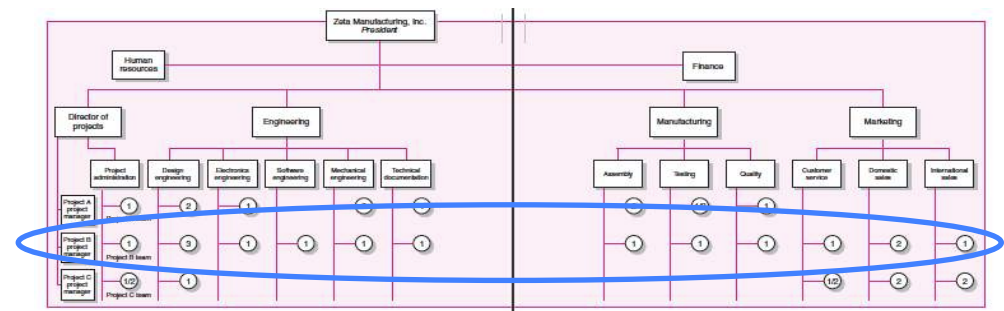 Zeta Manufacturing, Inc.
President
Human
resources
Finance
Director of
projects
Engineering
Manufacturing
Marketing
Project
administration
Design
engineering
Electronics
engineering
Software
engineering
Mechanical
engineering
Technical
documentation
Assembly
Testing
Quality
Customer
service
Domestic
sales
International
sales
Project A
project
manager
1
2
1
1/2
1
Project B
project
manager
1
3
1
1
1
1
1
1
1
1
2
1
Project B team
Project C
project
manager
1/2
1
1/2
2
2
Project C team